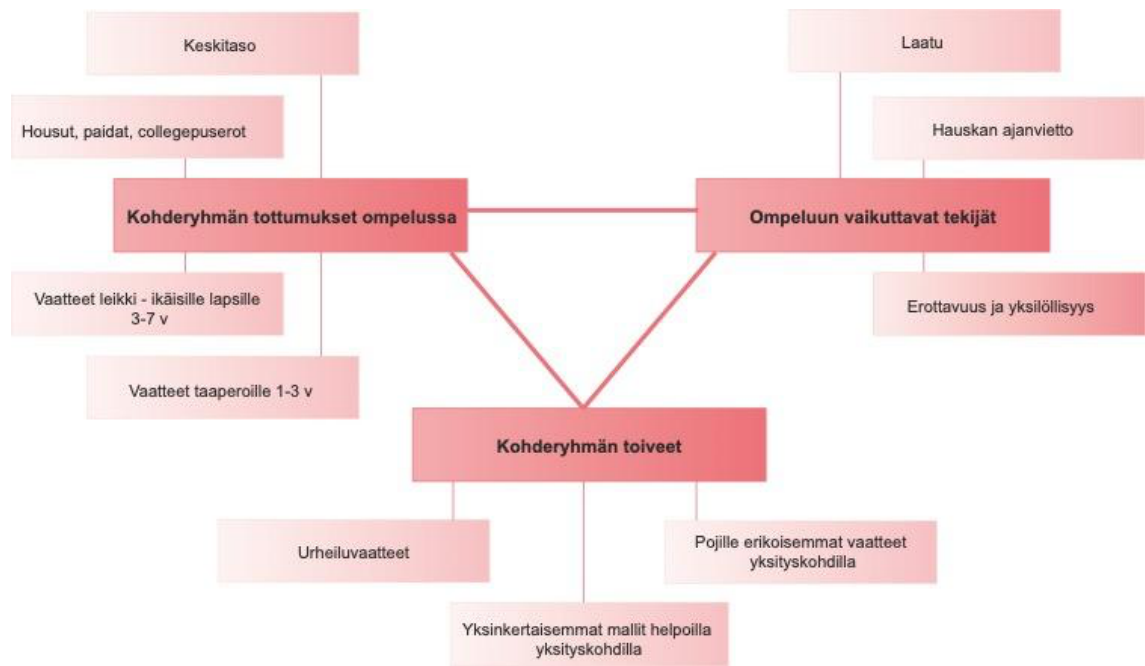 Keskitaso
Laatu
Housut, paidat, collegepuserot
Hauskan ajanvietto
Kohderyhmän tottumukset ompelussa
Ompeluun vaikuttavat tekijät
Vaatteet leikki - ikäisille lapsille
3-7 v
Erottavuus ja yksilöllisyys
Vaatteet taaperoille 1-3 v
Kohderyhmän toiveet
Urheiluvaatteet
Pojille erikoisemmat vaatteet
yksityskohdilla
Yksinkertaisemmat mallit helpoilla
yksityskohdilla